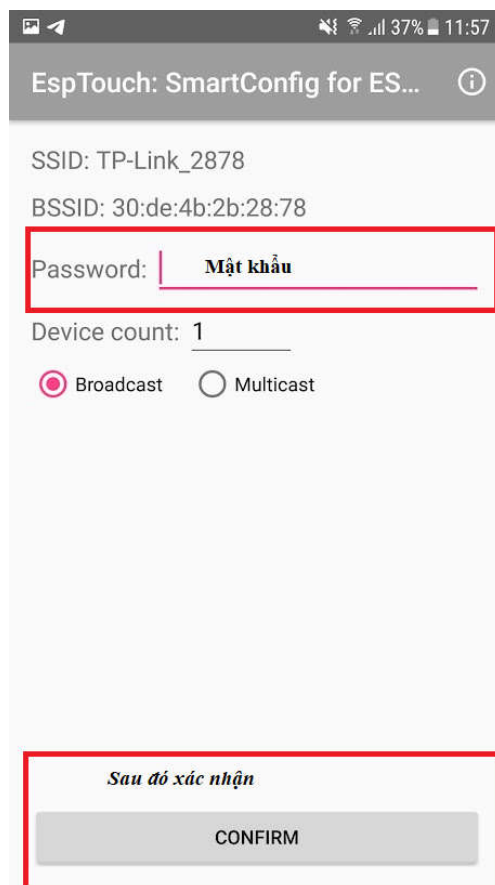 37% 11:57
EspTouch: SmartConfig for ES...
SSID: TP-Link_2878
BSSID: 30:de:4b:2b:28:78
Password: Mật khẩu
Device count: 1
Broadcast Multicast
Sau đó xác nhận
CONFIRM